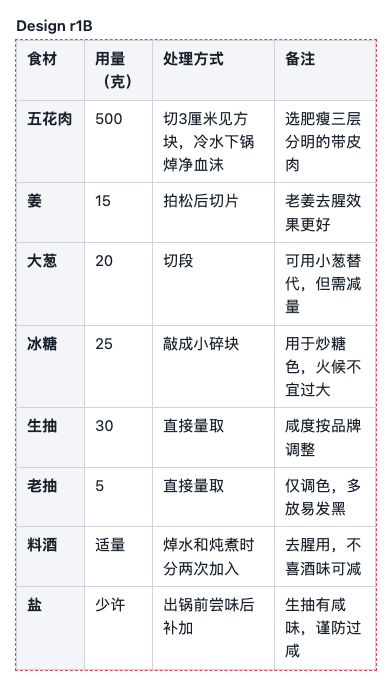 Design r1B
食材 用量（克） 处理方式 备注
五花肉 500 切3厘米见方块，冷水下锅焯净血沫 选肥瘦三层分明的带皮肉
姜 15 拍松后切片 老姜去腥效果更好
大葱 20 切段 可用小葱替代，但需减量
冰糖 25 敲成小碎块 用于炒糖色，火候不宜过大
生抽 30 直接量取 咸度按品牌调整
老抽 5 直接量取 仅调色，多放易发黑
料酒 适量 焯水和炖煮时分两次加入 去腥用，不喜酒味可减
盐 少许 出锅前尝味后补加 生抽有咸味，谨防过咸